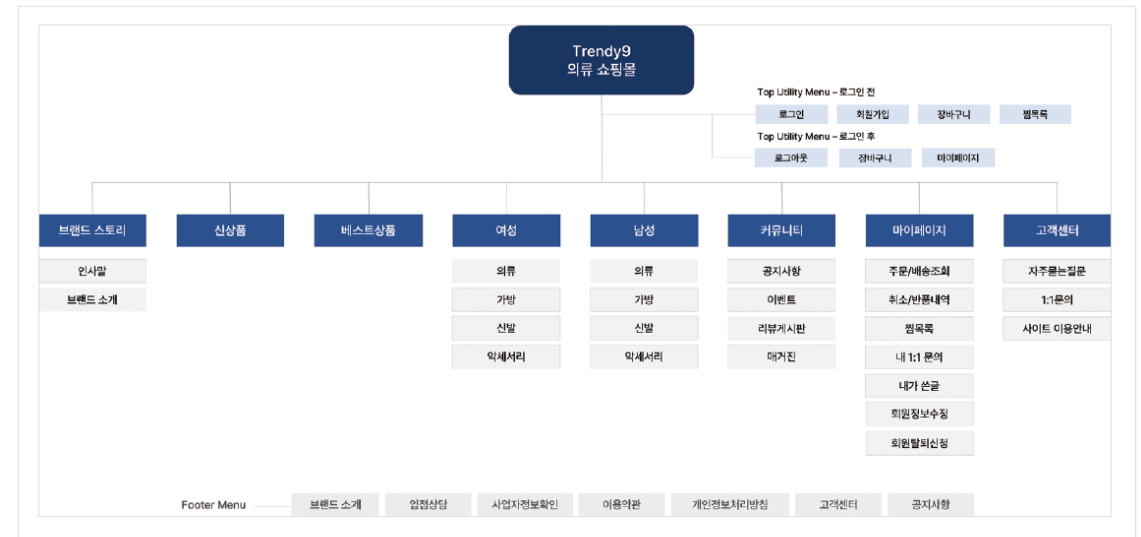 Trendy9
의류 쇼핑몰
Top Utility Menu – 로그인 전
로그인 회원가입 장바구니 찜목록
Top Utility Menu – 로그인 후
로그아웃 장바구니 마이페이지
브랜드 스토리 신상품 베스트상품 여성 남성 커뮤니티 마이페이지 고객센터
인사말 의류 의류 공지사항 주문/배송조회 자주묻는질문
브랜드 소개 가방 가방 이벤트 취소/반품내역 1:1문의
신발 신발 리뷰게시판 찜목록 사이트 이용안내
악세서리 악세서리 매거진 내 1:1 문의
내가 쓴글
회원정보수정
회원탈퇴신청
Footer Menu 브랜드 소개 입점상담 사업자정보확인 이용약관 개인정보처리방침 고객센터 공지사항